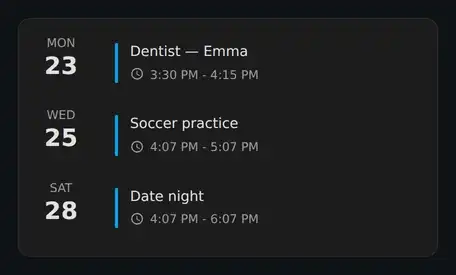 MON
23
Dentist — Emma
3:30 PM - 4:15 PM
WED
25
Soccer practice
4:07 PM - 5:07 PM
SAT
28
Date night
4:07 PM - 6:07 PM